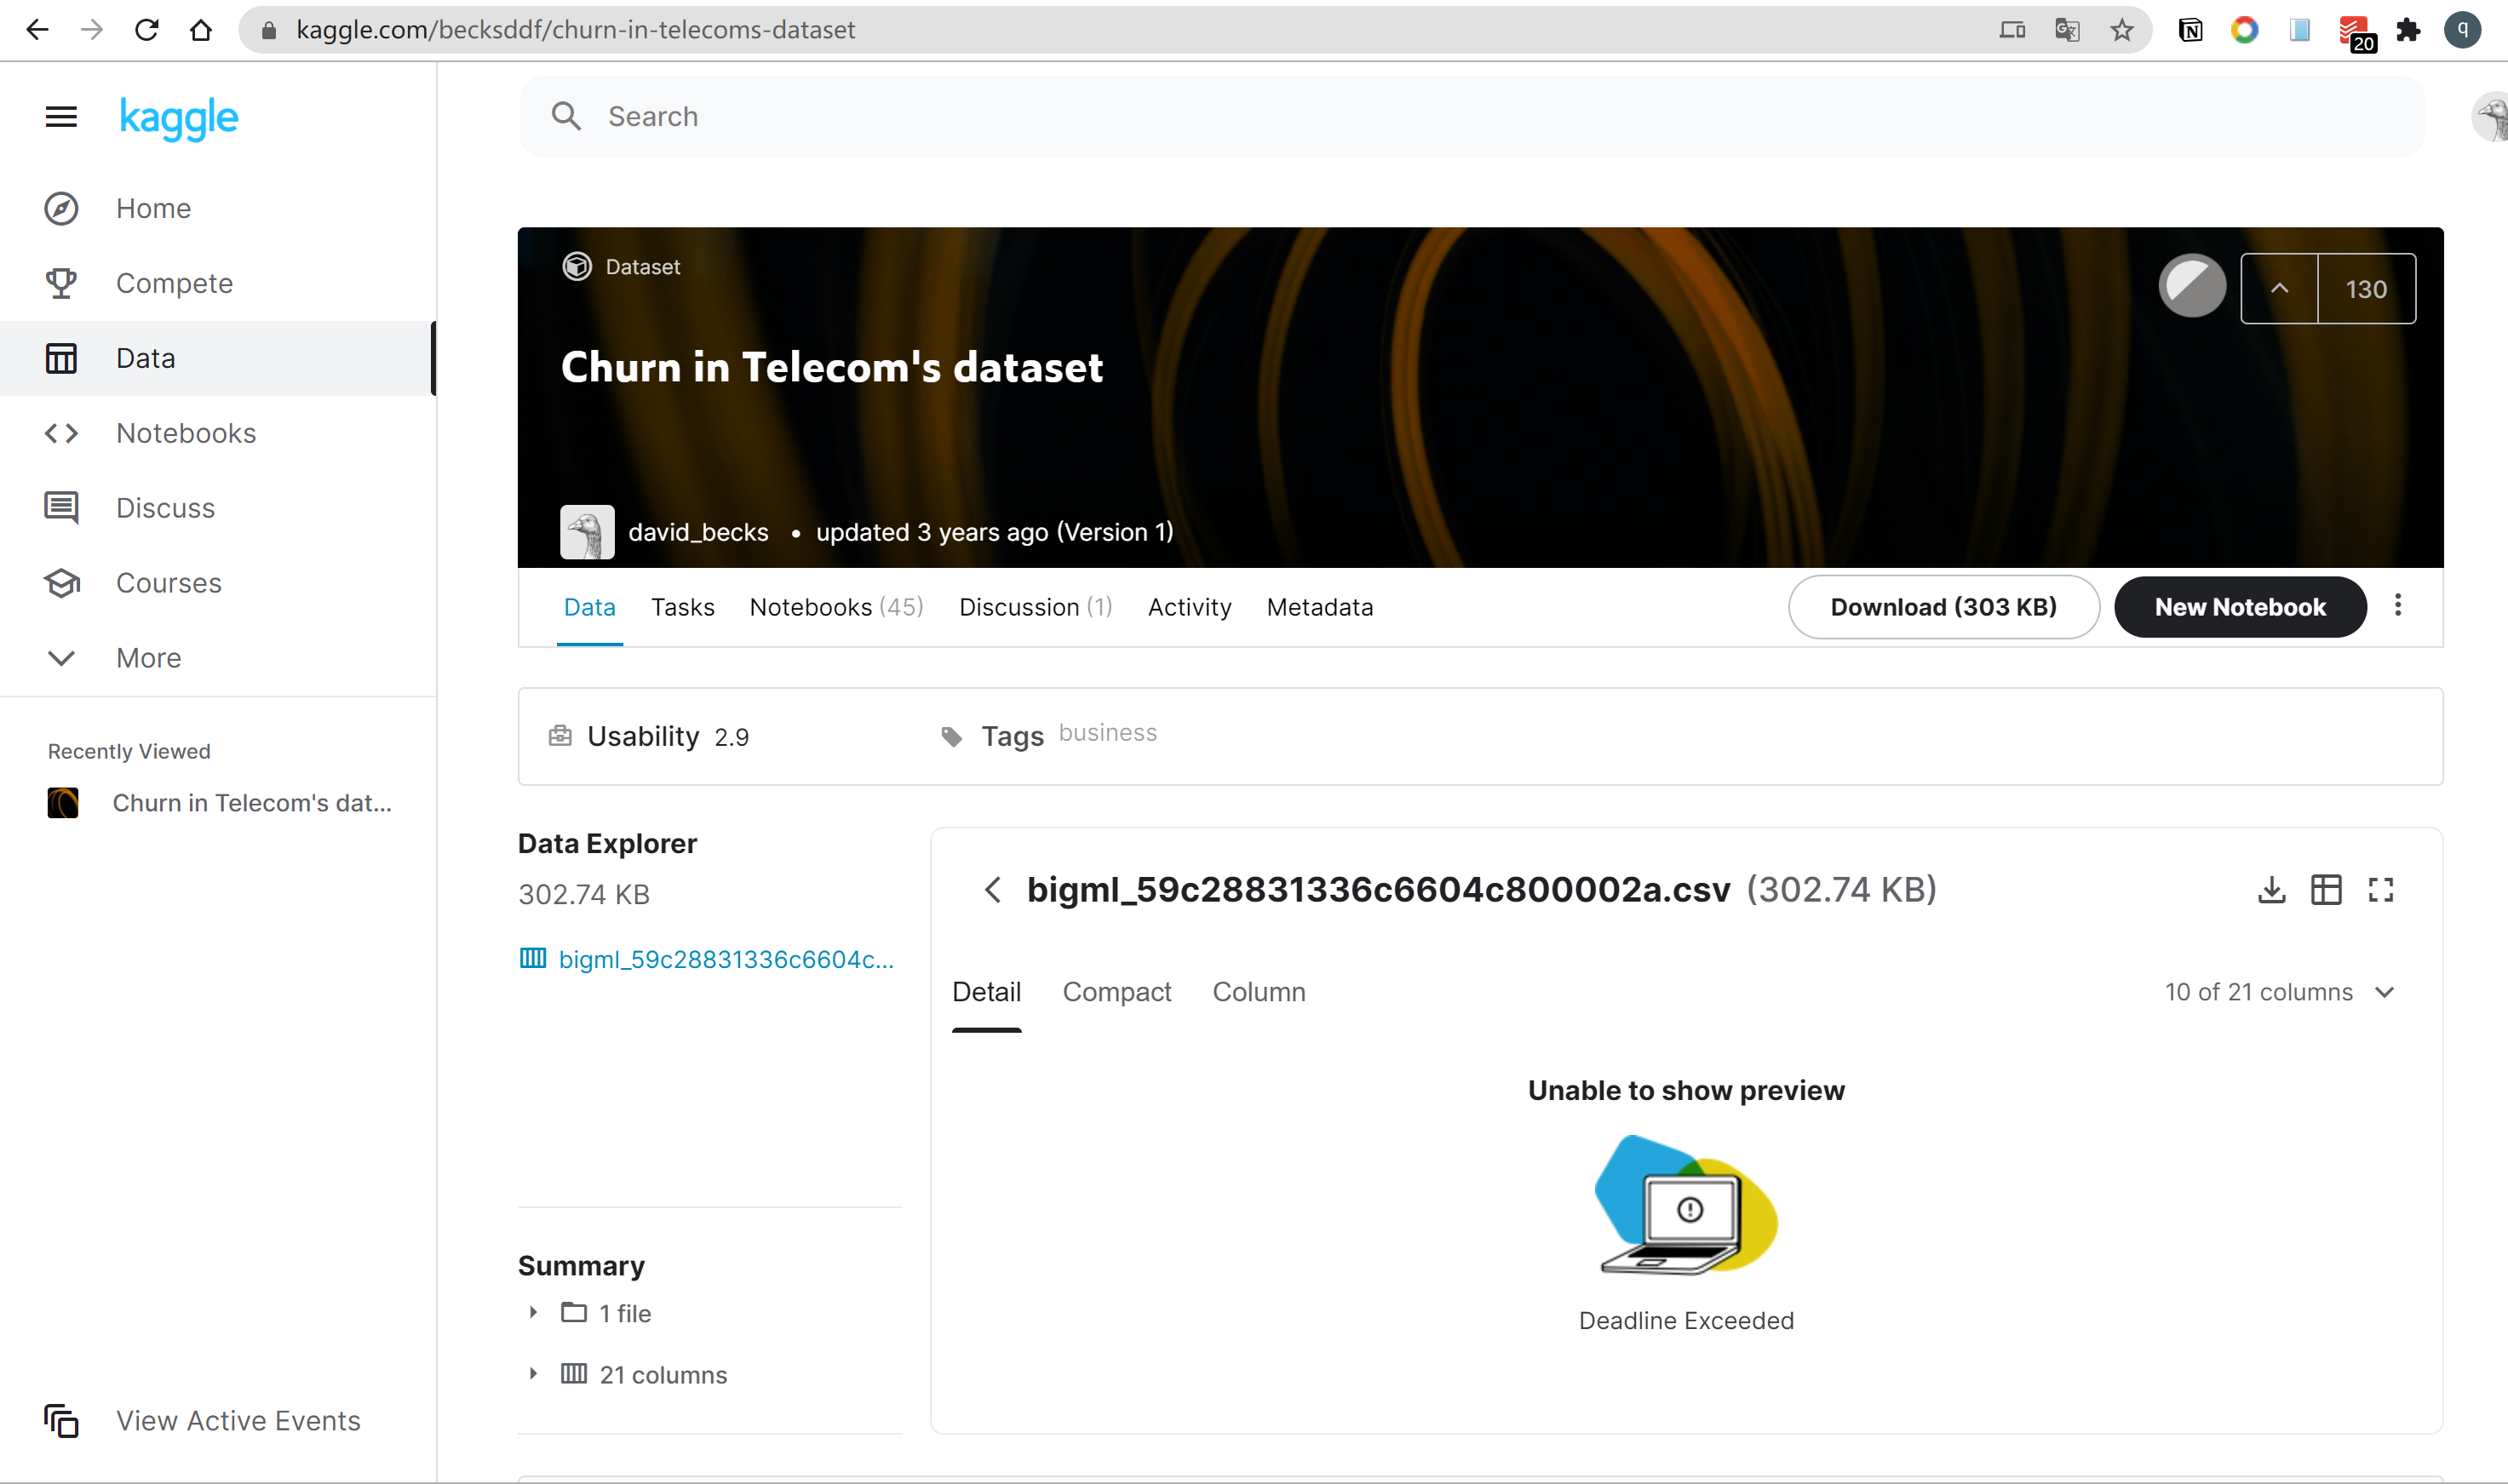 kaggle.com/becksddf/churn-in-telecoms-dataset
20
q
kaggle
Search
Home
Compete
Data
Notebooks
Discuss
Courses
More
Recently Viewed
Churn in Telecom's dat...
View Active Events
Dataset
130
Churn in Telecom's dataset
david_becks • updated 3 years ago (Version 1)
Data Tasks Notebooks (45) Discussion (1) Activity Metadata Download (303 KB) New Notebook
Usability 2.9 Tags business
Data Explorer
302.74 KB
bigml_59c28831336c6604c...
Summary
1 file
21 columns
bigml_59c28831336c6604c800002a.csv (302.74 KB)
Detail Compact Column 10 of 21 columns
Unable to show preview
Deadline Exceeded